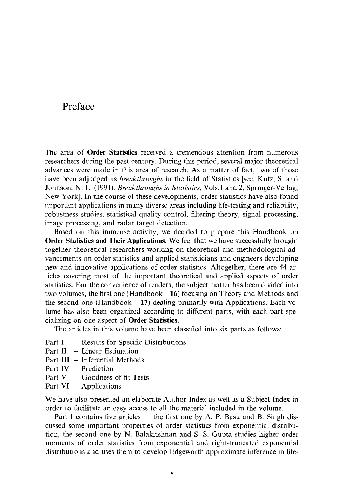 Preface
The area of Order Statistics received a tremendous attention from numerous
researchers during the past century. During this period, several major theoretical
advances were made in this area of research. As a matter of fact, two of those
have been adjudged as breakthroughs in the field of Statistics [see Kotz, S. and
Johnson, N. L. (1991). Breakthroughs in Statistics, Vols. 1 and 2, Springer-Verlag,
New York]. In the course of these developments, order statistics have also found
important applications in many diverse areas including life-testing and reliability,
robustness studies, statistical quality control, filtering theory, signal processing,
image processing, and radar target detection.
Based on this immense activity, we decided to prepare this Handbook on
Order Statistics and Their Applications. We feel that we have successfully brought
together theoretical researchers working on theoretical and methodological ad-
vancements on order statistics and applied statisticians and engineers developing
new and innovative applications of order statistics. Altogether, there are 44 ar-
ticles covering most of the important theoretical and applied aspects of order
statistics. For the convenience of readers, the subject matter has been divided into
two volumes, the first one (Handbook - 16) focusing on Theory and Methods and
the second one (Handbook - 17) dealing primarily with Applications. Each vo-
lume has also been organized according to different parts, with each part spe-
cializing on one aspect of Order Statistics.
The articles in this volume have been classified into six parts as follows:
Part I - Results for Specific Distributions
Part II - Linear Estimation
Part III - Inferential Methods
Part IV - Prediction
Part V - Goodness-of-fit Tests
Part VI - Applications
We have also presented an elaborate Author Index as well as a Subject Index in
order to facilitate an easy access to all the material included in the volume.
Part I contains five articles - the first one by A. P. Basu and B. Singh dis-
cussed some important properties of order statistics from exponential distribu-
tion, the second one by N. Balakrishnan and S. S. Gupta studies higher order
moments of order statistics from exponential and right-truncated exponential
distributions and uses them to develop Edgeworth approximate inference in life-
v